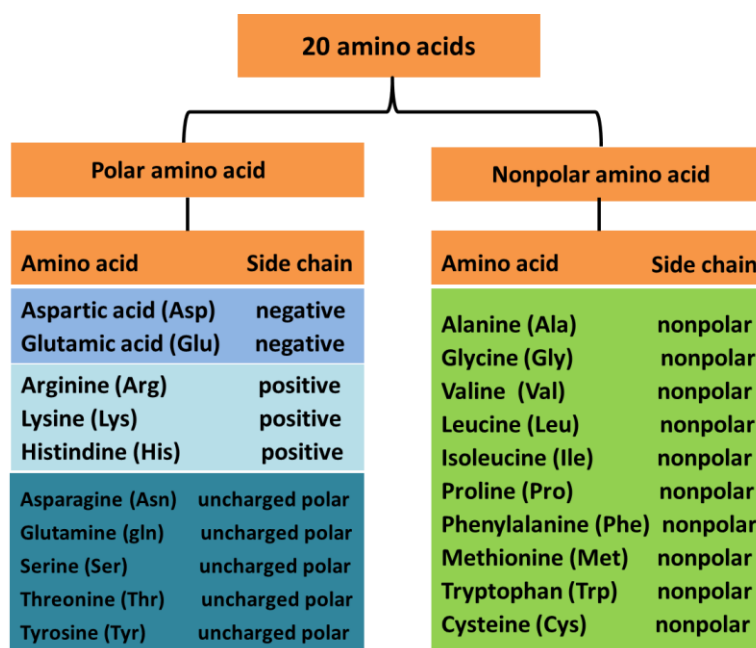 20 amino acids
Polar amino acid
Amino acid Side chain
Aspartic acid (Asp) negative
Glutamic acid (Glu) negative
Arginine (Arg) positive
Lysine (Lys) positive
Histindine (His) positive
Asparagine (Asn) uncharged polar
Glutamine (gln) uncharged polar
Serine (Ser) uncharged polar
Threonine (Thr) uncharged polar
Tyrosine (Tyr) uncharged polar
Nonpolar amino acid
Amino acid Side chain
Alanine (Ala) nonpolar
Glycine (Gly) nonpolar
Valine (Val) nonpolar
Leucine (Leu) nonpolar
Isoleucine (Ile) nonpolar
Proline (Pro) nonpolar
Phenylalanine (Phe) nonpolar
Methionine (Met) nonpolar
Tryptophan (Trp) nonpolar
Cysteine (Cys) nonpolar